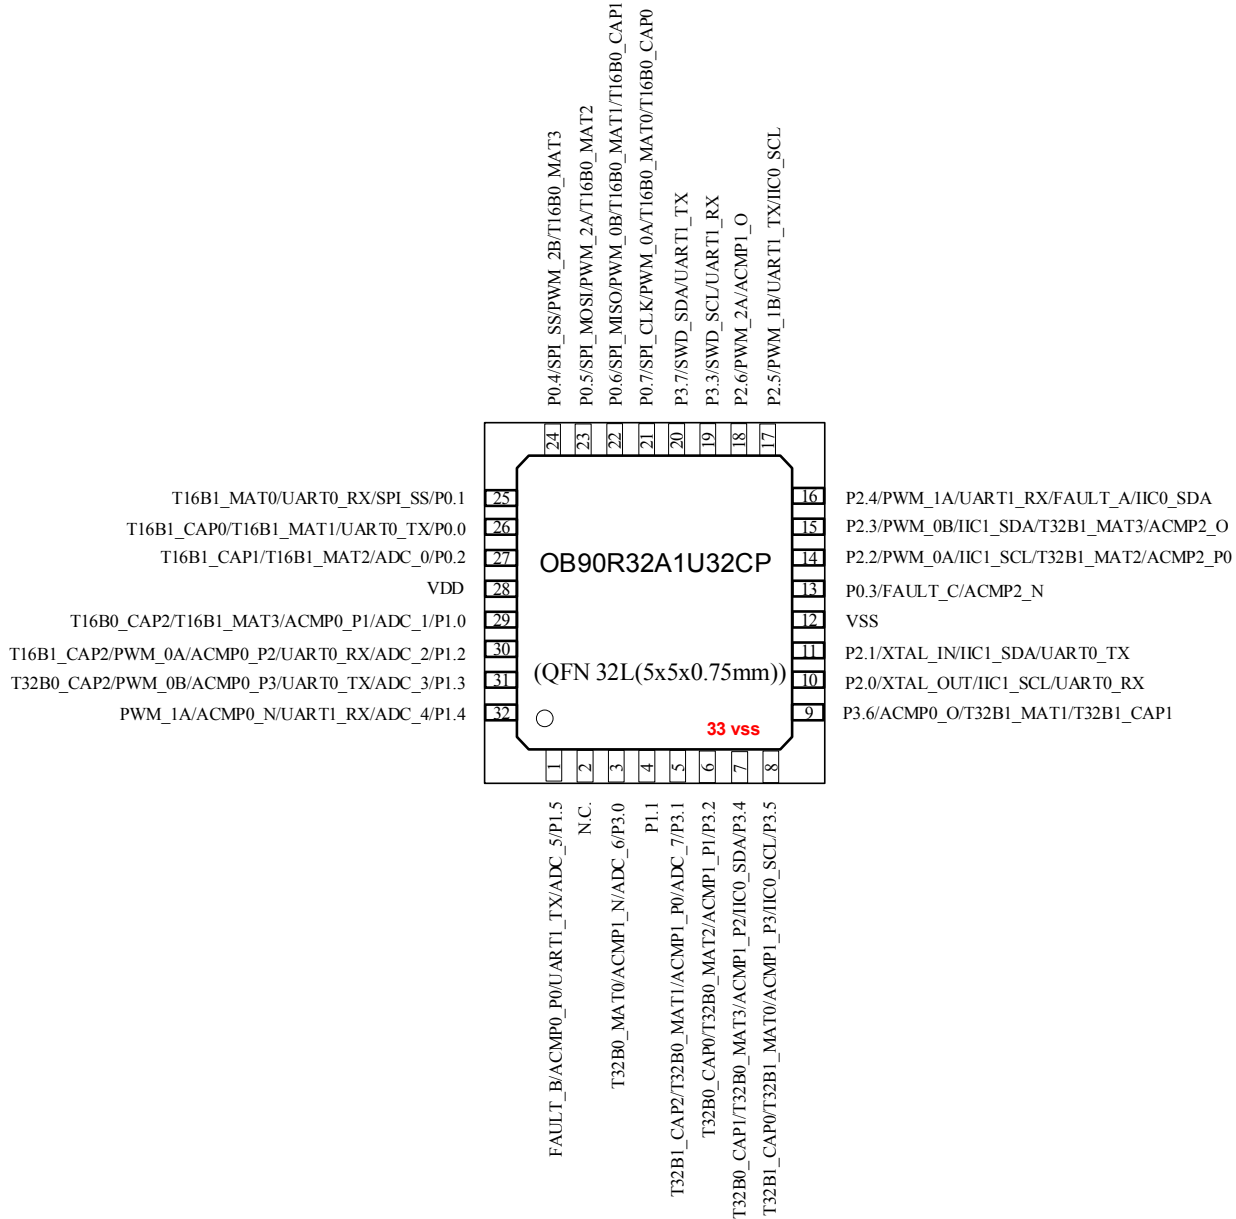 P0.4/SPI_SS/PWM_2B/T16B0_MAT3
P0.5/SPI_MOSI/PWM_2A/T16B0_MAT2
P0.6/SPI_MISO/PWM_0B/T16B0_MAT1/T16B0_CAP1
P0.7/SPI_CLK/PWM_0A/T16B0_MAT0/T16B0_CAP0
P3.7/SWD_SDA/UART1_TX
P3.3/SWD_SCL/UART1_RX
P2.6/PWM_2A/ACMP1_O
P2.5/PWM_1B/UART1_TX/IIC0_SCL
24 23 22 21 20 19 18 17
T16B1_MAT0/UART0_RX/SPI_SS/P0.1 25
T16B1_CAP0/T16B1_MAT1/UART0_TX/P0.0 26
T16B1_CAP1/T16B1_MAT2/ADC_0/P0.2 27
VDD 28
T16B0_CAP2/T16B1_MAT3/ACMP0_P1/ADC_1/P1.0 29
T16B1_CAP2/PWM_0A/ACMP0_P2/UART0_RX/ADC_2/P1.2 30
T32B0_CAP2/PWM_0B/ACMP0_P3/UART0_TX/ADC_3/P1.3 31
PWM_1A/ACMP0_N/UART1_RX/ADC_4/P1.4 32
OB90R32A1U32CP
(QFN 32L(5x5x0.75mm))
33 vss
16 P2.4/PWM_1A/UART1_RX/FAULT_A/IIC0_SDA
15 P2.3/PWM_0B/IIC1_SDA/T32B1_MAT3/ACMP2_O
14 P2.2/PWM_0A/IIC1_SCL/T32B1_MAT2/ACMP2_P0
13 P0.3/FAULT_C/ACMP2_N
12 VSS
11 P2.1/XTAL_IN/IIC1_SDA/UART0_TX
10 P2.0/XTAL_OUT/IIC1_SCL/UART0_RX
9 P3.6/ACMP0_O/T32B1_MAT1/T32B1_CAP1
1 2 3 4 5 6 7 8
FAULT_B/ACMP0_P0/UART1_TX/ADC_5/P1.5
N.C.
T32B0_MAT0/ACMP1_N/ADC_6/P3.0
P1.1
T32B1_CAP2/T32B0_MAT1/ACMP1_P0/ADC_7/P3.1
T32B0_CAP0/T32B0_MAT2/ACMP1_P1/P3.2
T32B0_CAP1/T32B0_MAT3/ACMP1_P2/IIC0_SDA/P3.4
T32B1_CAP0/T32B1_MAT0/ACMP1_P3/IIC0_SCL/P3.5